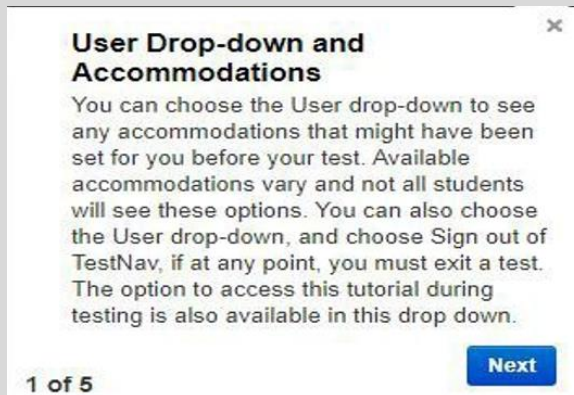 User Drop-down and
Accommodations
You can choose the User drop-down to see
any accommodations that might have been
set for you before your test. Available
accommodations vary and not all students
will see these options. You can also choose
the User drop-down, and choose Sign out of
TestNav, if at any point, you must exit a test.
The option to access this tutorial during
testing is also available in this drop down.
Next
1 of 5